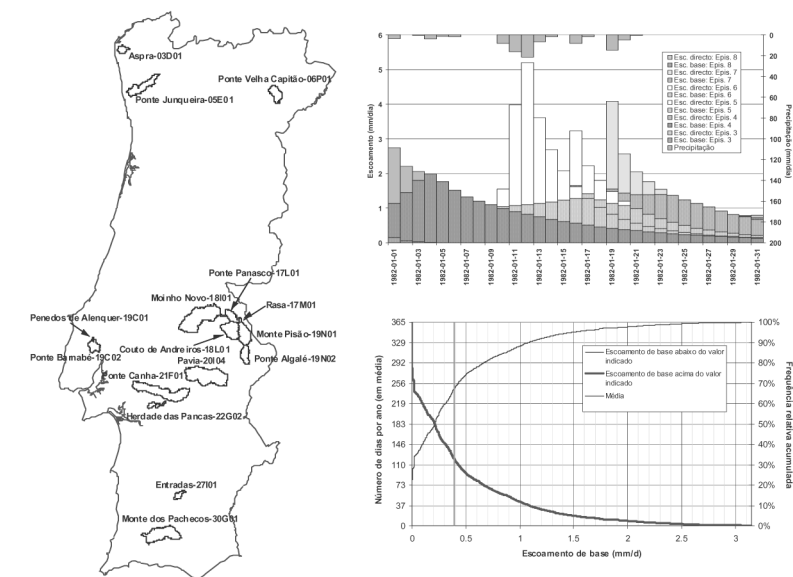 Aspra-03D01
Ponte Velha Capitão-06P01
Ponte Junqueira-05E01
Ponte Panasco-17L01
Moinho Novo-18I01
Rasa-17M01
Penedos de Alenquer-19C01
Monte Pisão-19N01
Couto de Andreiros-18L01
Ponte Barnabé-19C02
Ponte Algalé-19N02
Pavia-20I04
Ponte Canha-21F01
Herdade das Pancas-22G02
Entradas-27I01
Monte dos Pachecos-30G01
Escoamento (mm/dia)
6
5
4
3
2
1
0
Precipitação (mm/dia)
0
20
40
60
80
100
120
140
160
180
200
Esc. directo: Epis. 8
Esc. base: Epis. 8
Esc. directo: Epis. 7
Esc. base: Epis. 7
Esc. directo: Epis. 6
Esc. base: Epis. 6
Esc. directo: Epis. 5
Esc. base: Epis. 5
Esc. directo: Epis. 4
Esc. base: Epis. 4
Esc. directo: Epis. 3
Esc. base: Epis. 3
Precipitação
1982-01-01
1982-01-03
1982-01-05
1982-01-07
1982-01-09
1982-01-11
1982-01-13
1982-01-15
1982-01-17
1982-01-19
1982-01-21
1982-01-23
1982-01-25
1982-01-27
1982-01-29
1982-01-31
Número de dias por ano (em média)
365
329
292
256
219
183
146
110
73
37
0
100%
90%
80%
70%
60%
50%
40%
30%
20%
10%
0%
Frequência relativa acumulada
Escoamento de base abaixo do valor
indicado
Escoamento de base acima do valor
indicado
Média
0
0.5
1
1.5
2
2.5
3
Escoamento de base (mm/d)